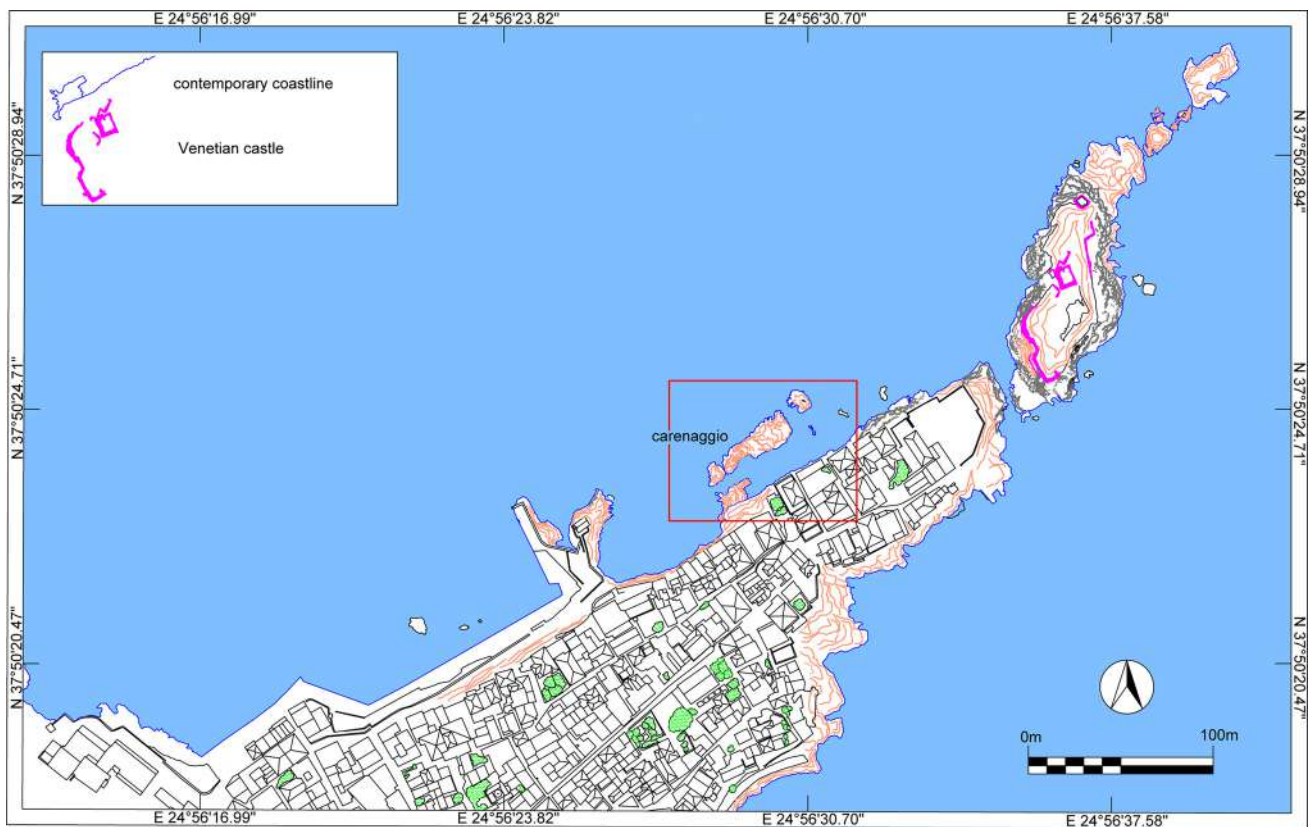 E 24°56'16.99"
E 24°56'23.82"
E 24°56'30.70"
E 24°56'37.58"
contemporary coastline
Venetian castle
N 37°50'28.94"
N 37°50'28.94"
N 37°50'24.71"
N 37°50'24.71"
carenaggio
N 37°50'20.47"
N 37°50'20.47"
0m
100m
E 24°56'16.99"
E 24°56'23.82"
E 24°56'30.70"
E 24°56'37.58"